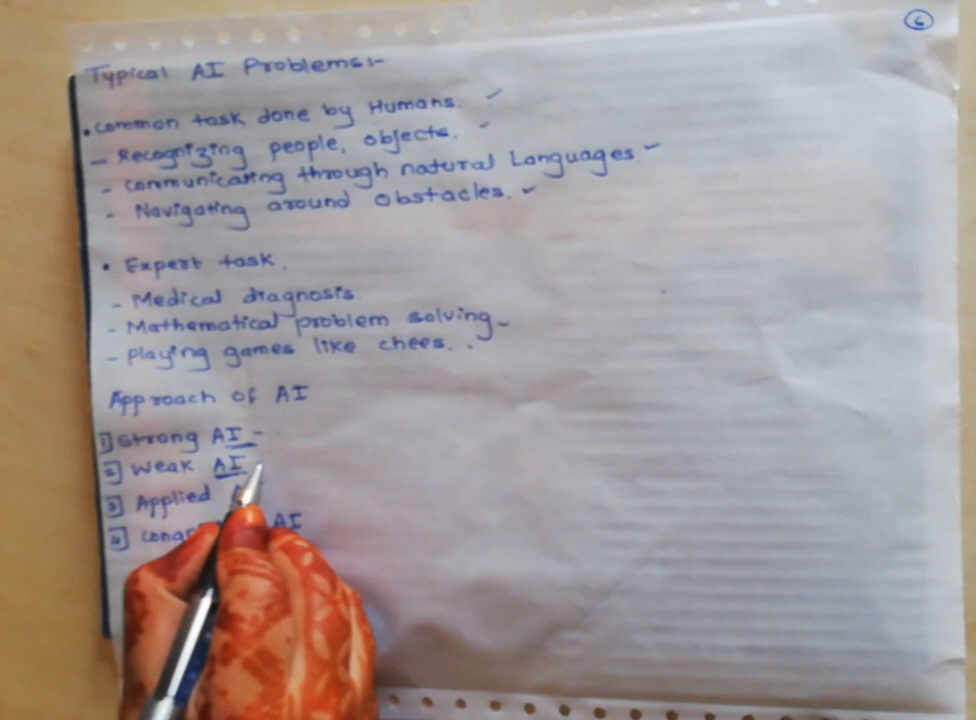 6
Typical AI Problems:-
• common task done by Humans.
- Recognizing people, objects.
- communicating through natural Languages.
- Navigating around obstacles.
• Expert task.
- Medical diagnosis.
- Mathematical problem solving-
- Playing games like chees..
Approach of AI
1] Strong AI -
2] Weak AI
3] Applied
4] AI